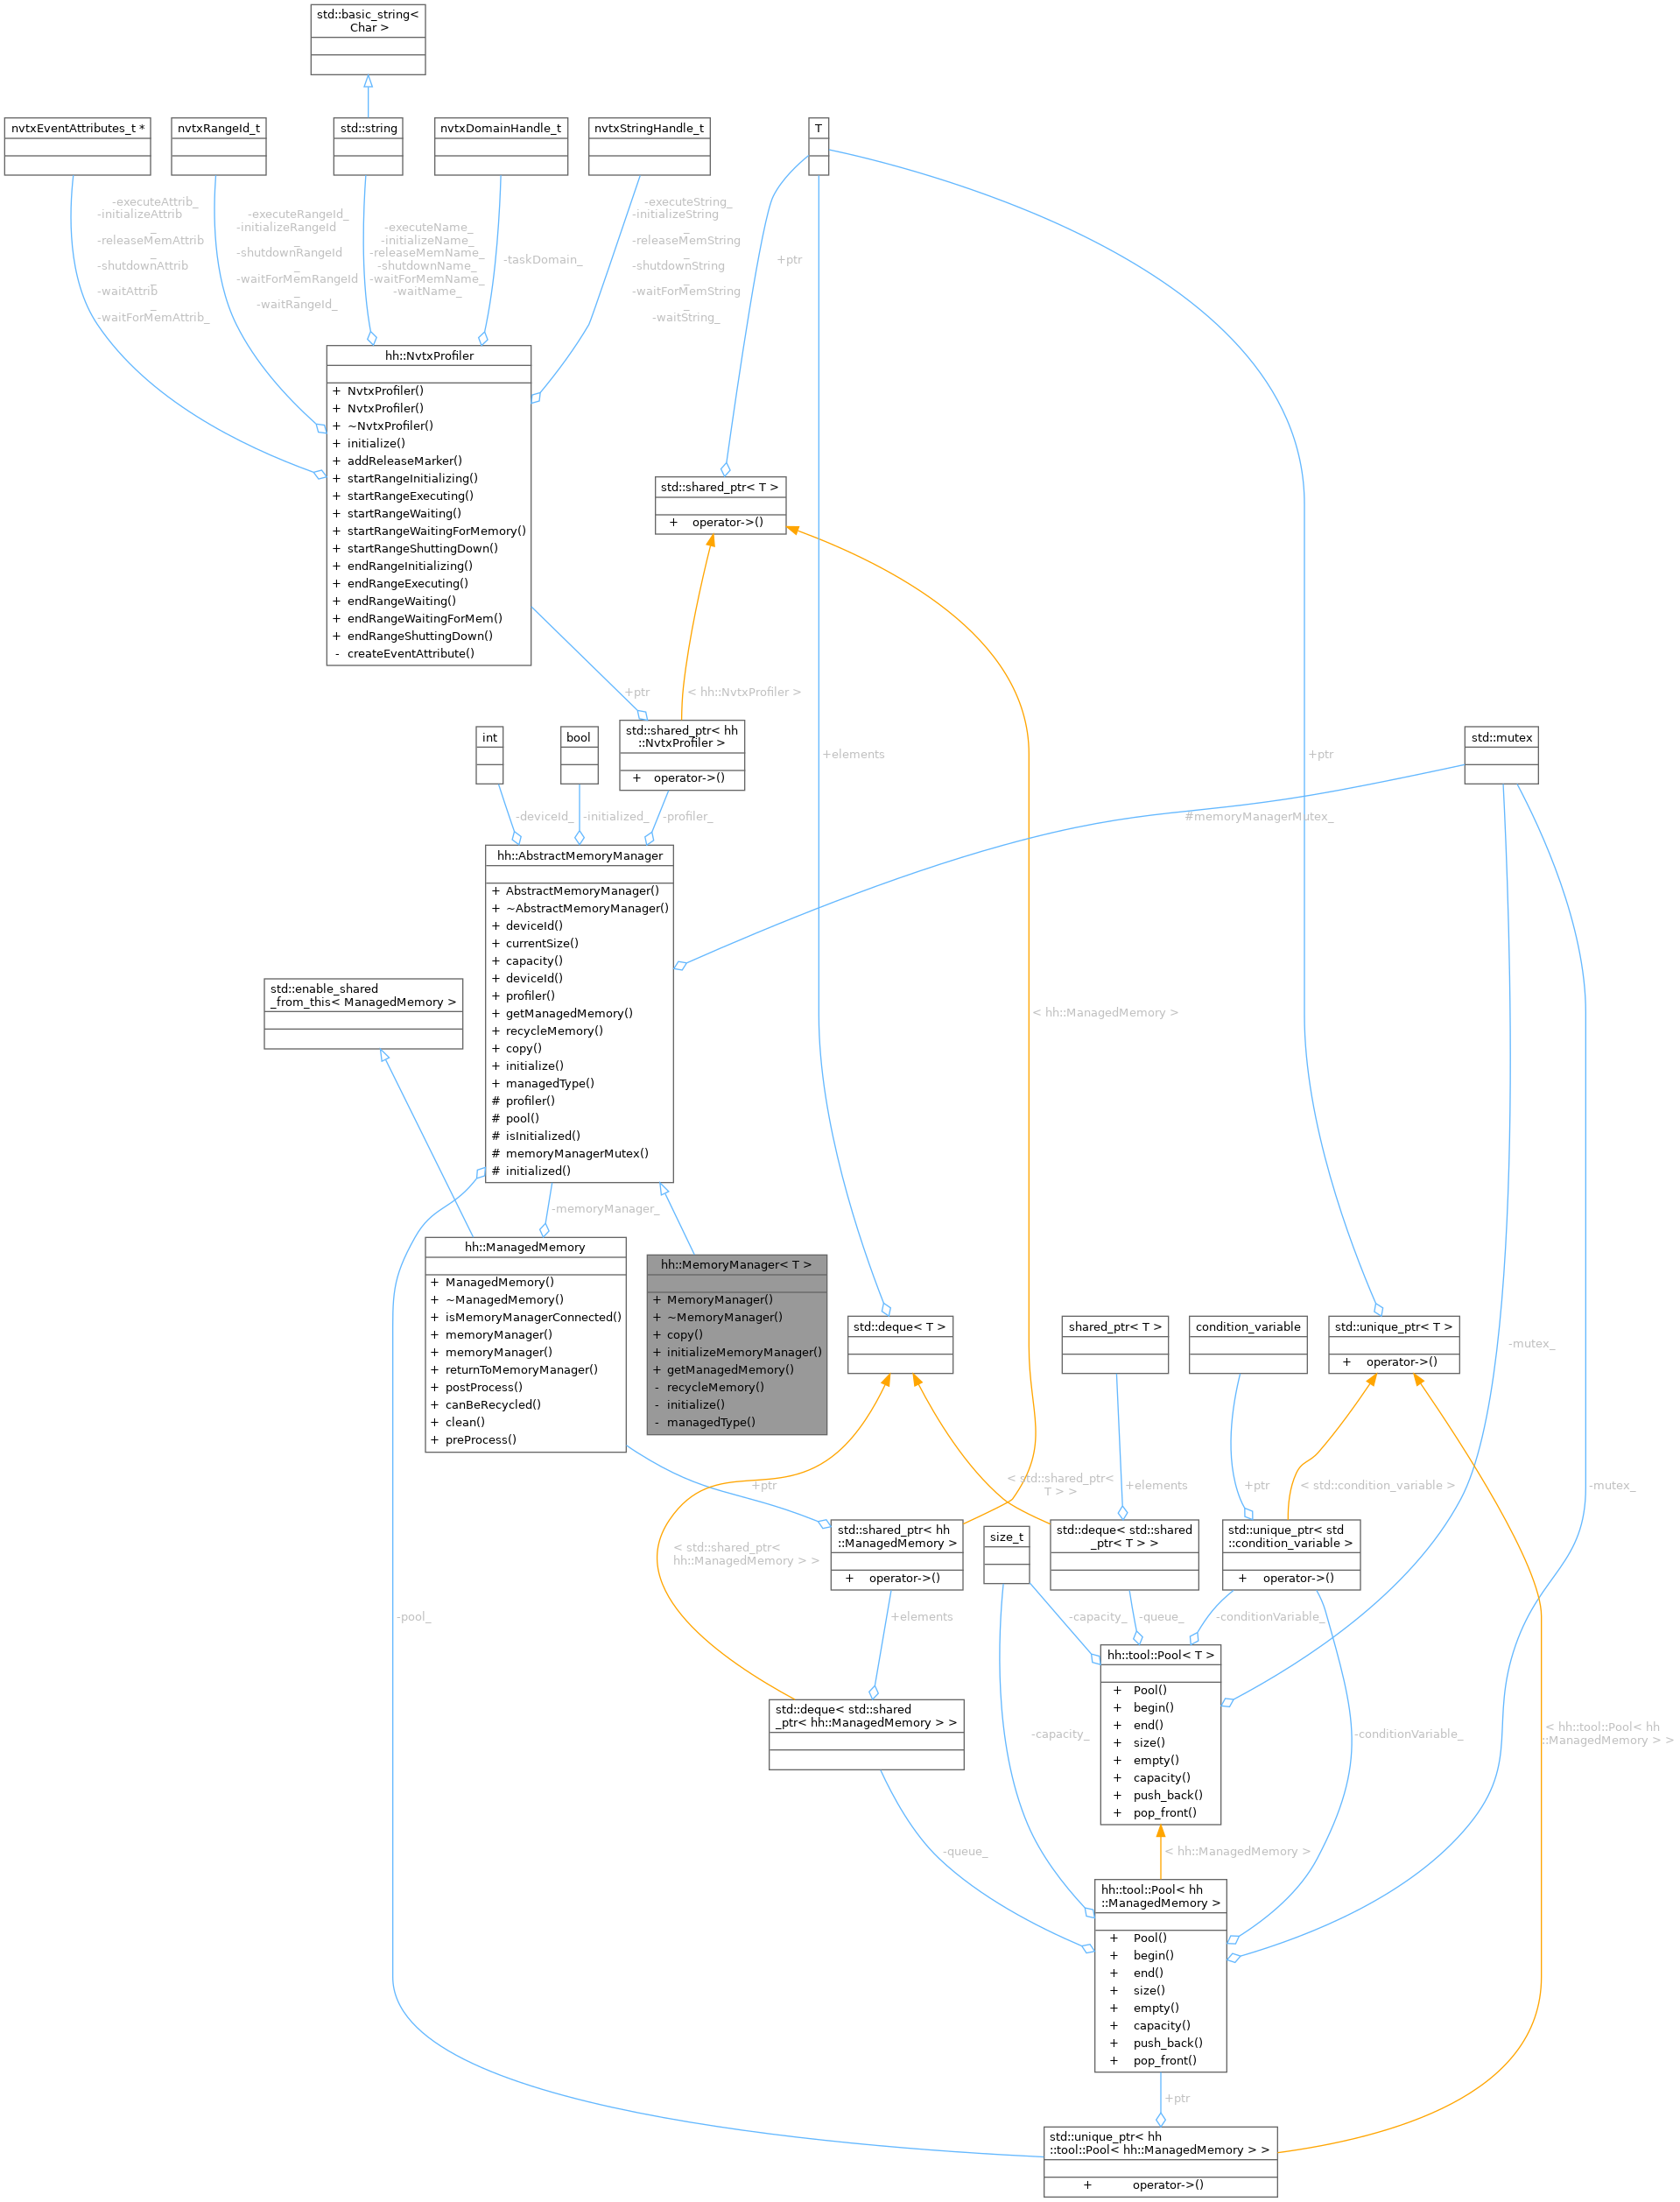 std::basic_string<
Char >
nvtxEventAttributes_t *
nvtxRangeId_t
std::string
nvtxDomainHandle_t
nvtxStringHandle_t
T
-executeAttrib_
-initializeAttrib
_
-releaseMemAttrib
_
-shutdownAttrib
_
-waitAttrib
_
-waitForMemAttrib_
-executeRangeId_
-initializeRangeId
_
-shutdownRangeId
_
-waitForMemRangeId
_
-waitRangeId_
-executeName_
-initializeName_
-releaseMemName_
-shutdownName_
-waitForMemName_
-waitName_
-taskDomain_
-executeString_
-initializeString
_
-releaseMemString
_
-shutdownString
_
-waitForMemString
_
-waitString_
+ptr
hh::NvtxProfiler
+ NvtxProfiler()
+ NvtxProfiler()
+ ~NvtxProfiler()
+ initialize()
+ addReleaseMarker()
+ startRangeInitializing()
+ startRangeExecuting()
+ startRangeWaiting()
+ startRangeWaitingForMemory()
+ startRangeShuttingDown()
+ endRangeInitializing()
+ endRangeExecuting()
+ endRangeWaiting()
+ endRangeWaitingForMem()
+ endRangeShuttingDown()
- createEventAttribute()
std::shared_ptr< T >
+ operator->()
+ptr
< hh::NvtxProfiler >
int
bool
std::shared_ptr< hh
::NvtxProfiler >
+ operator->()
+elements
+ptr
std::mutex
-deviceId_
-initialized_
-profiler_
#memoryManagerMutex_
hh::AbstractMemoryManager
+ AbstractMemoryManager()
+ ~AbstractMemoryManager()
+ deviceId()
+ currentSize()
+ capacity()
+ deviceId()
+ profiler()
+ getManagedMemory()
+ recycleMemory()
+ copy()
+ initialize()
+ managedType()
# profiler()
# pool()
# isInitialized()
# memoryManagerMutex()
# initialized()
std::enable_shared
_from_this< ManagedMemory >
< hh::ManagedMemory >
-memoryManager_
hh::ManagedMemory
+ ManagedMemory()
+ ~ManagedMemory()
+ isMemoryManagerConnected()
+ memoryManager()
+ memoryManager()
+ returnToMemoryManager()
+ postProcess()
+ canBeRecycled()
+ clean()
+ preProcess()
hh::MemoryManager< T >
+ MemoryManager()
+ ~MemoryManager()
+ copy()
+ initializeMemoryManager()
+ getManagedMemory()
- recycleMemory()
- initialize()
- managedType()
std::deque< T >
shared_ptr< T >
condition_variable
std::unique_ptr< T >
+ operator->()
-mutex_
+ptr
< std::shared_ptr<
T > >
+elements
+ptr
< std::condition_variable >
-mutex_
< std::shared_ptr<
hh::ManagedMemory > >
std::shared_ptr< hh
::ManagedMemory >
+ operator->()
size_t
std::deque< std::shared
_ptr< T > >
std::unique_ptr< std
::condition_variable >
+ operator->()
-pool_
+elements
-capacity_
-queue_
-conditionVariable_
hh::tool::Pool< T >
+ Pool()
+ begin()
+ end()
+ size()
+ empty()
+ capacity()
+ push_back()
+ pop_front()
std::deque< std::shared
_ptr< hh::ManagedMemory > >
-capacity_
-conditionVariable_
< hh::tool::Pool< hh
::ManagedMemory > >
-queue_
< hh::ManagedMemory >
hh::tool::Pool< hh
::ManagedMemory >
+ Pool()
+ begin()
+ end()
+ size()
+ empty()
+ capacity()
+ push_back()
+ pop_front()
+ptr
std::unique_ptr< hh
::tool::Pool< hh::ManagedMemory > >
+ operator->()